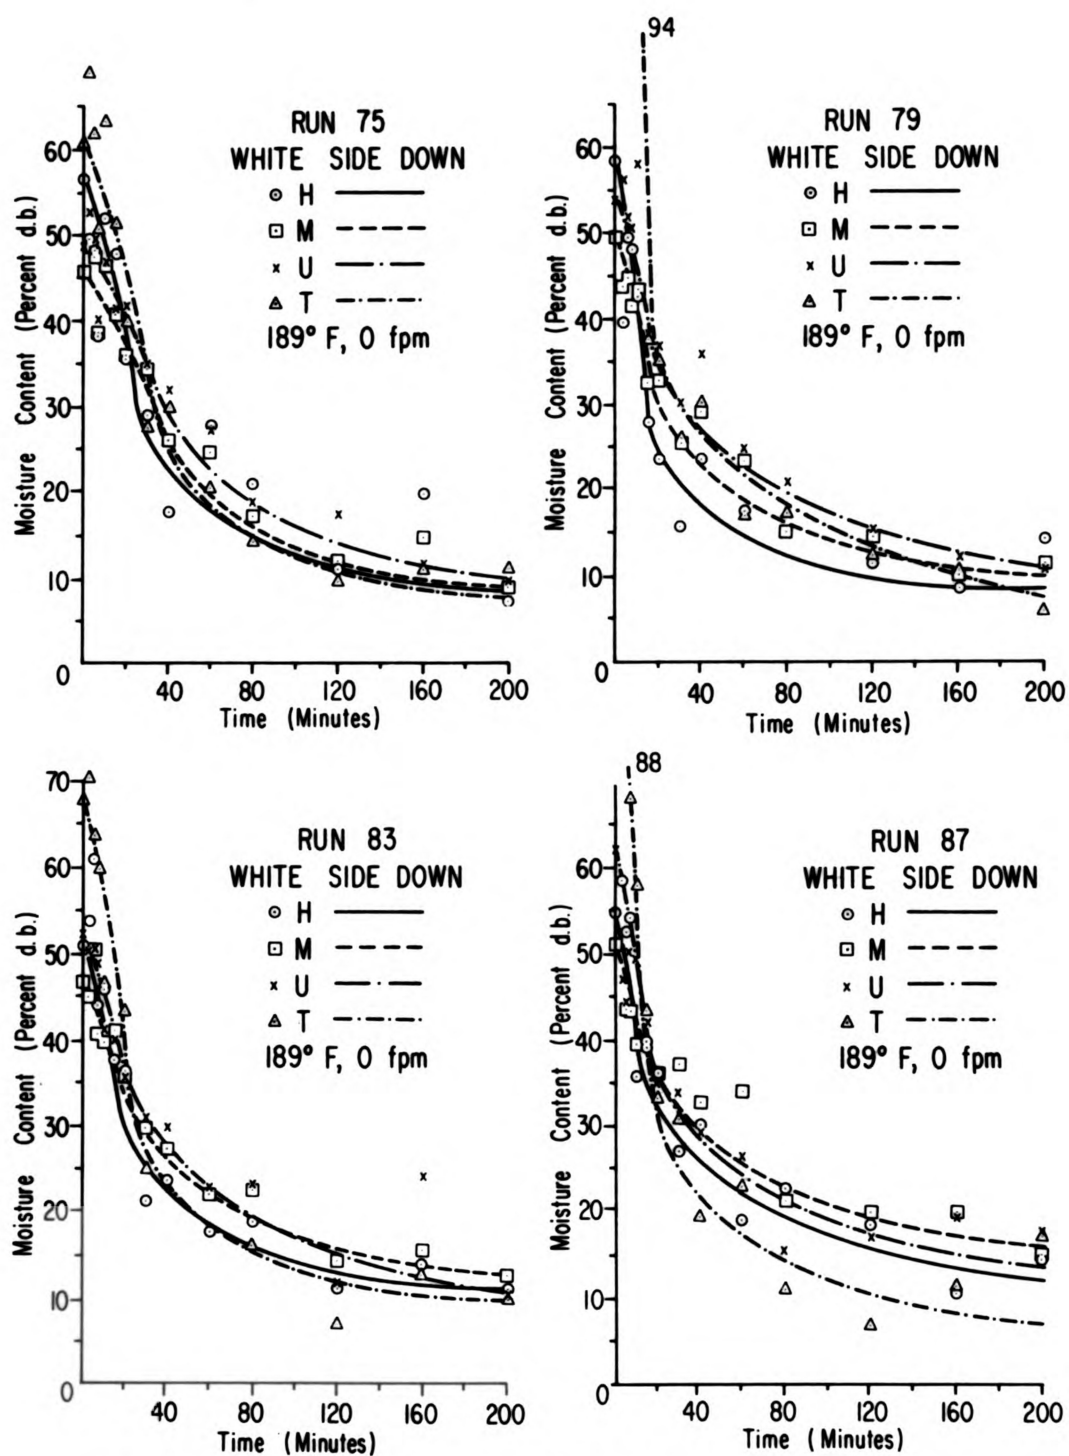 RUN 75
WHITE SIDE DOWN
H
M
U
T
189° F, 0 fpm
Moisture Content (Percent d.b.)
60
50
40
30
20
10
0
40 80 120 160 200
Time (Minutes)
94
RUN 79
WHITE SIDE DOWN
H
M
U
T
189° F, 0 fpm
Moisture Content (Percent d.b.)
60
50
40
30
20
10
0
40 80 120 160 200
Time (Minutes)
RUN 83
WHITE SIDE DOWN
H
M
U
T
189° F, 0 fpm
Moisture Content (Percent d.b.)
70
60
50
40
30
20
10
0
40 80 120 160 200
Time (Minutes)
88
RUN 87
WHITE SIDE DOWN
H
M
U
T
189° F, 0 fpm
Moisture Content (Percent d.b.)
60
50
40
30
20
10
0
40 80 120 160 200
Time (Minutes)